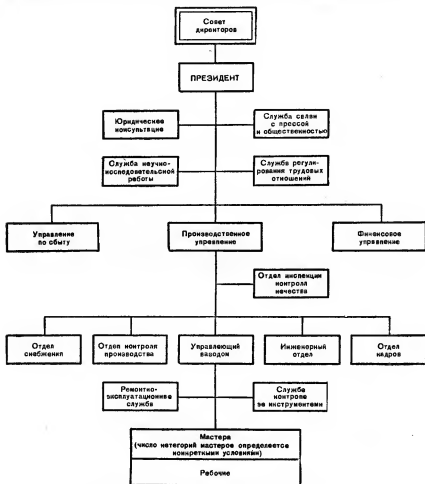 Совет
директоров
ПРЕЗИДЕНТ
Юридическое
консультация
Служба связи
с прессой
и общественностью
Служба научно-
исследовательской
работы
Служба регули-
рования трудовых
отношений
Управление
по сбыту
Производственное
управление
Финансовое
управление
Отдел инспекции
контроля
качества
Отдел
снабжения
Отдел контроля
производства
Управляющий
заводом
Инженерный
отдел
Отдел
кадров
Ремонтно-
эксплуатационная
служба
Служба
контроля
за инструментами
Мастера
(число категорий мастеров определяется
конкретными условиями)
Рабочие